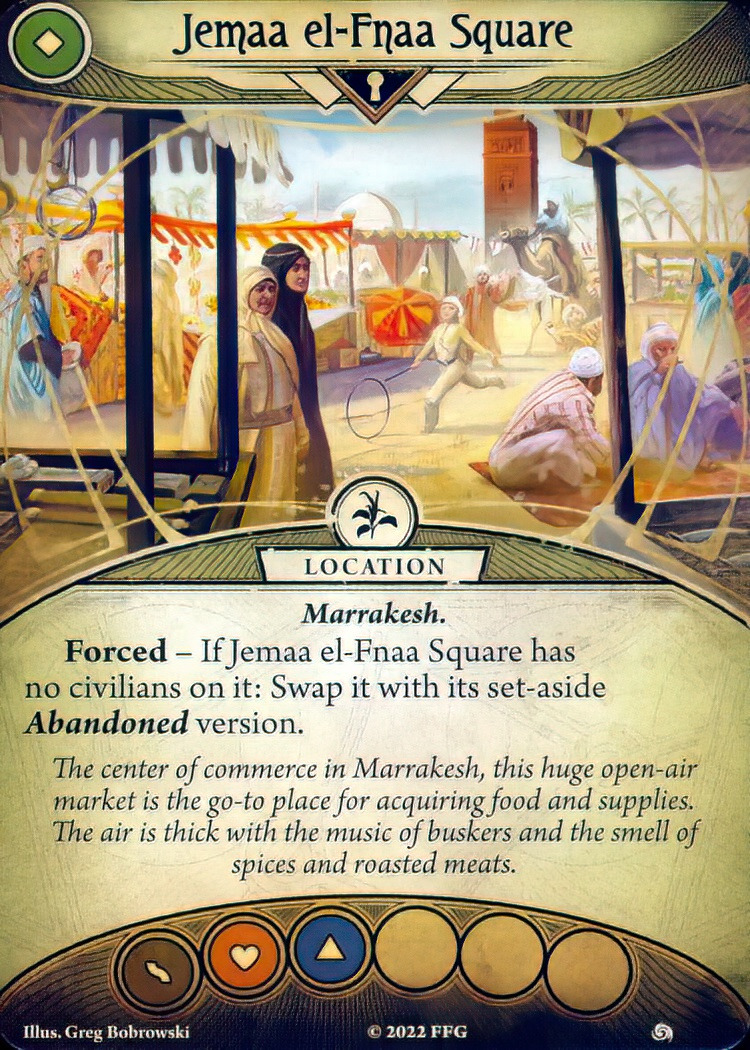 Jemaa el-Fnaa Square
LOCATION
Marrakesh.
Forced – If Jemaa el-Fnaa Square has
no civilians on it: Swap it with its set-aside
Abandoned version.
The center of commerce in Marrakesh, this huge open-air
market is the go-to place for acquiring food and supplies.
The air is thick with the music of buskers and the smell of
spices and roasted meats.
Illus. Greg Bobrowski
© 2022 FFG